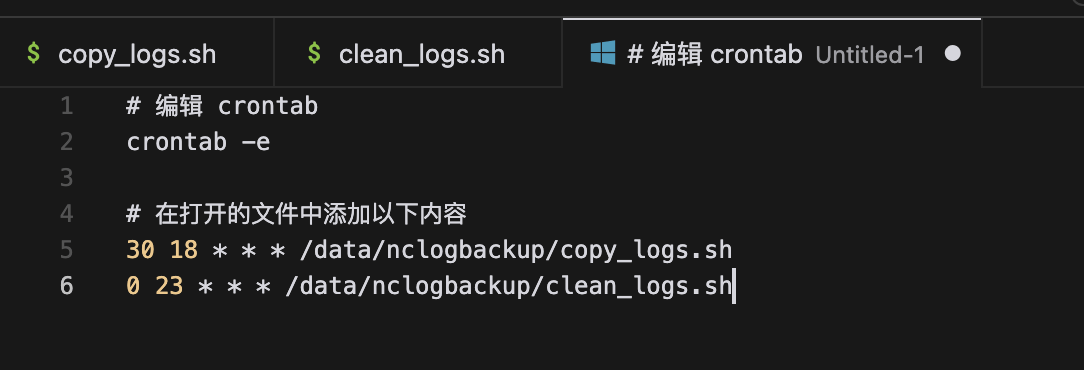 $ copy_logs.sh
$ clean_logs.sh
# 编辑 crontab Untitled-1
1 # 编辑 crontab
2 crontab -e
3
4 # 在打开的文件中添加以下内容
5 30 18 * * * /data/nclogbackup/copy_logs.sh
6 0 23 * * * /data/nclogbackup/clean_logs.sh